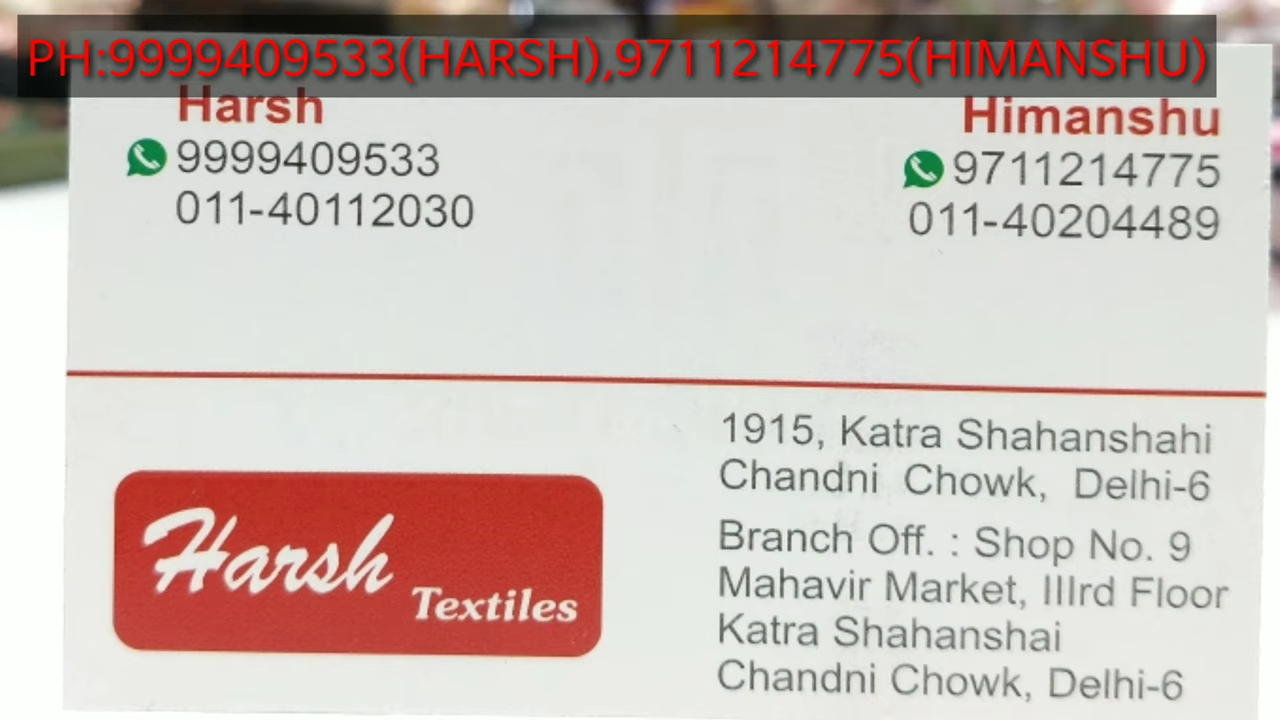 PH:9999409533(HARSH),9711214775(HIMANSHU)
Harsh
9999409533
011-40112030
Himanshu
9711214775
011-40204489
Harsh
Textiles
1915, Katra Shahanshahi
Chandni Chowk, Delhi-6
Branch Off. : Shop No. 9
Mahavir Market, IIIrd Floor
Katra Shahanshai
Chandni Chowk, Delhi-6